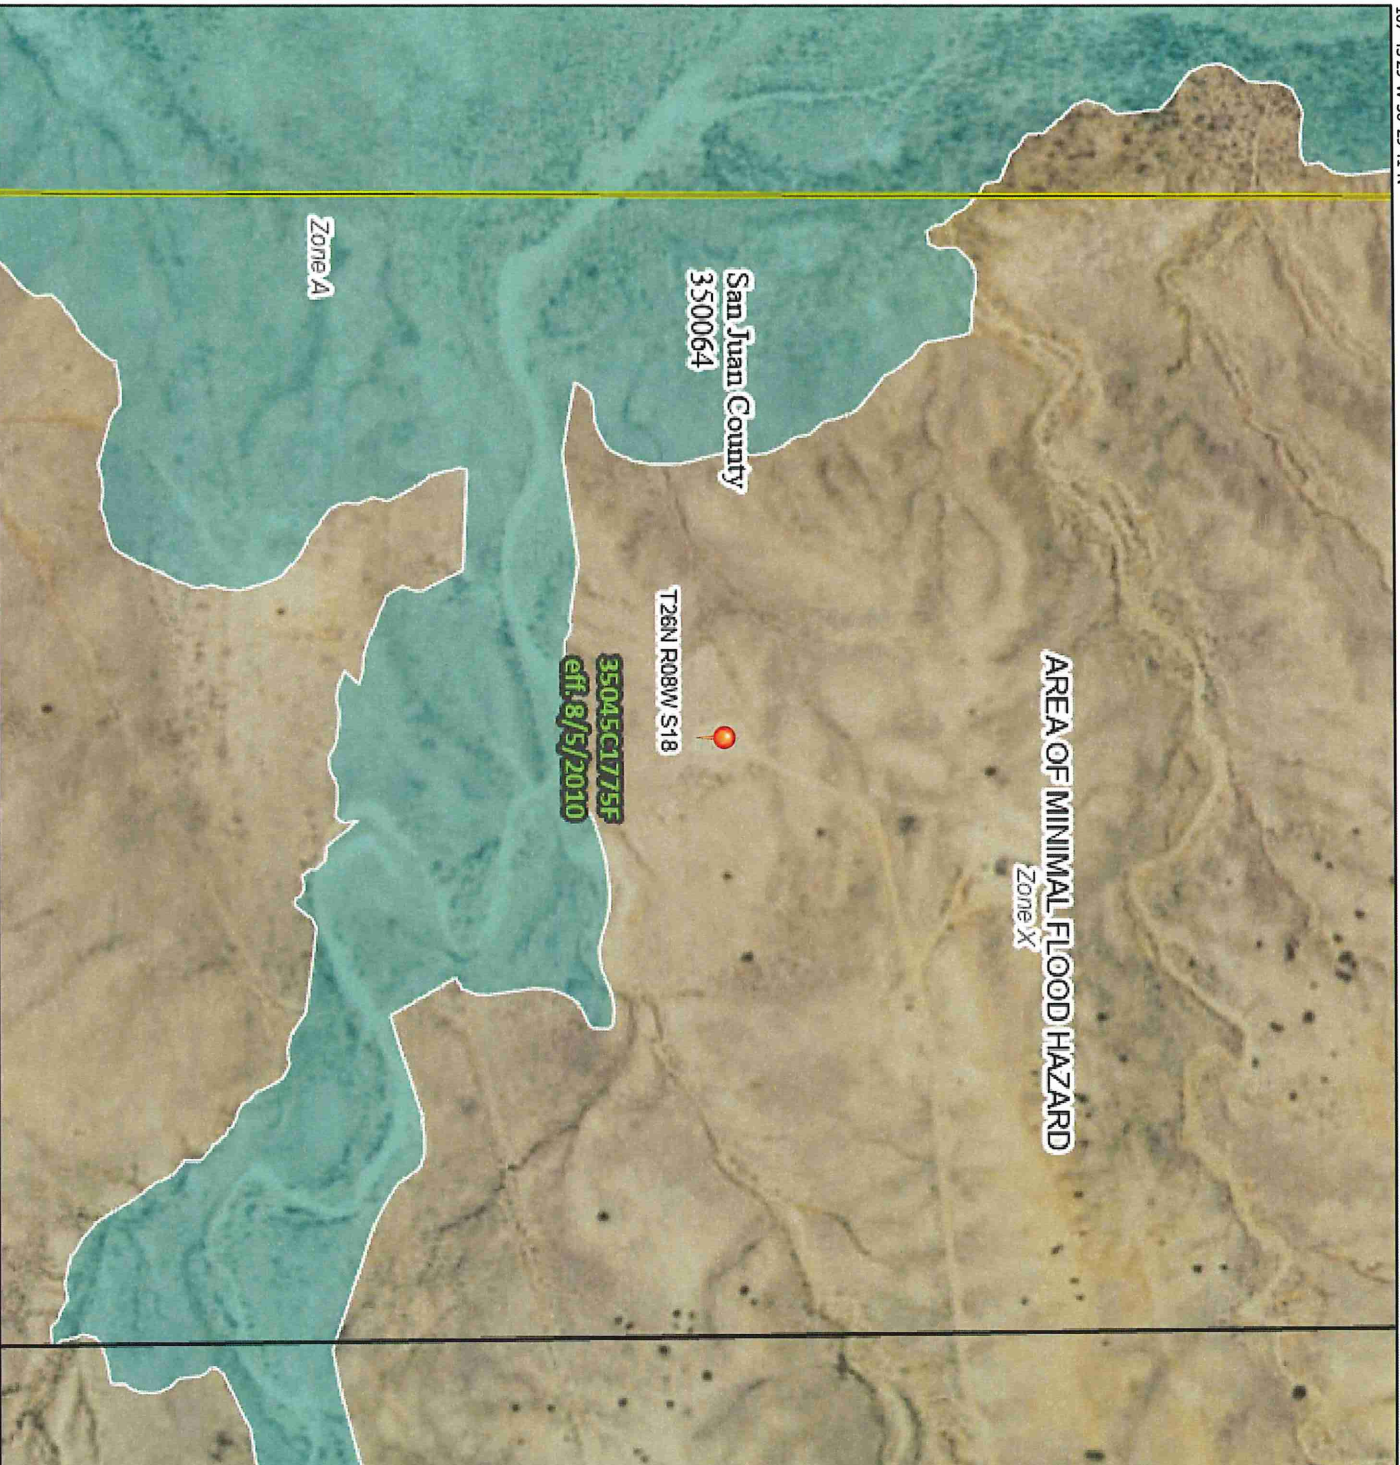 AREA OF MINIMAL FLOOD HAZARD
Zone X
San Juan County
350064
T26N R08W S18
35045C1775F
eff. 8/5/2010
Zone A